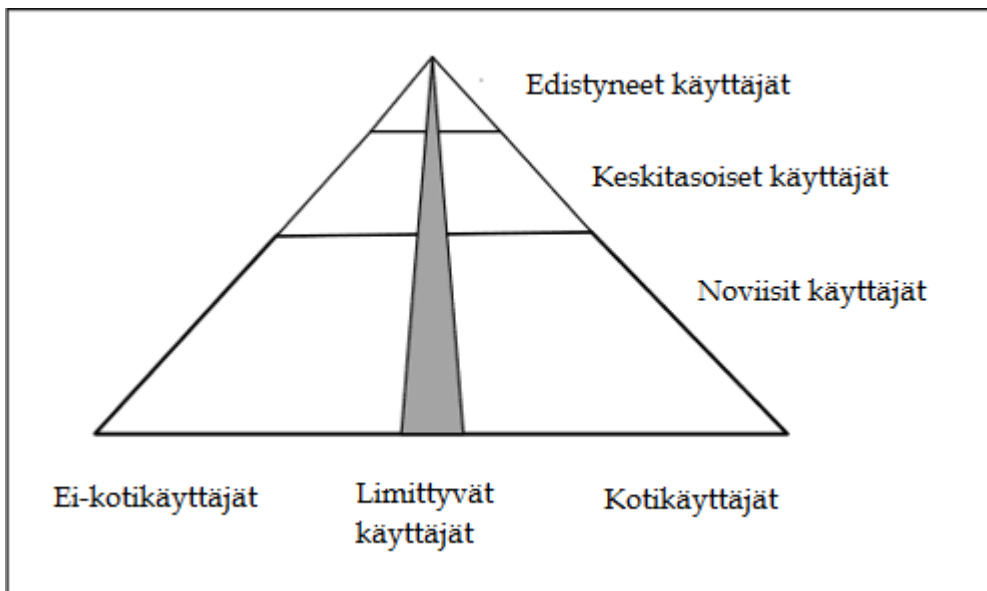 Edistyneet käyttäjät
Keskitasoiset käyttäjät
Noviisit käyttäjät
Ei-kotikäyttäjät
Limittyvät
käyttäjät
Kotikäyttäjät